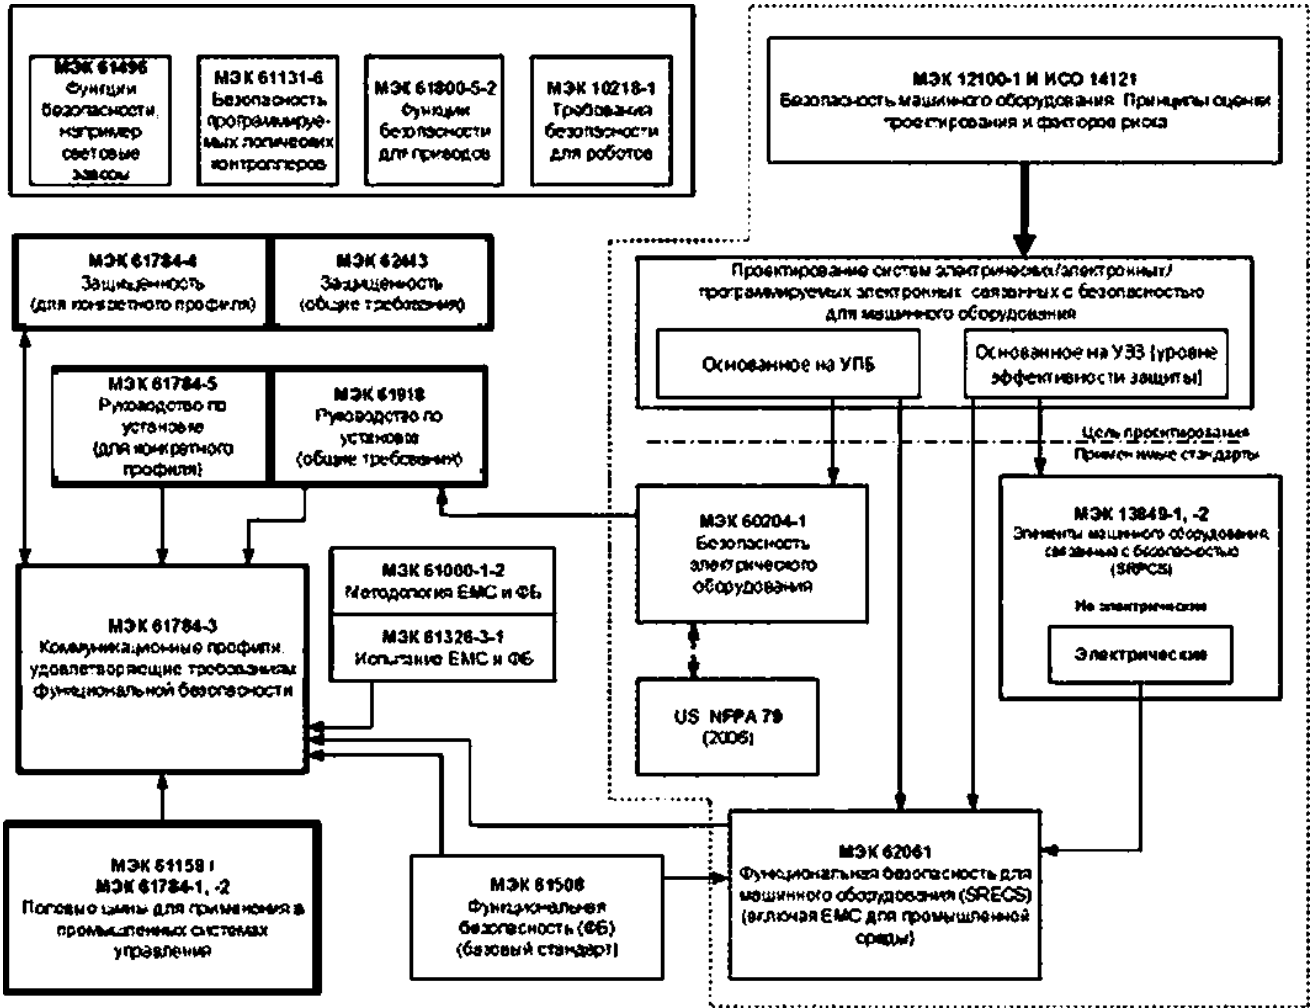 МЭК 61496
Функции
безопасности,
например
световые
завесы
МЭК 61131-6
Безопасность
программируе-
мых логических
контроллеров
МЭК 61800-5-2
Функции
безопасности
для приводов
МЭК 10218-1
Требования
безопасности
для роботов
МЭК 12100-1 И ИСО 14121
Безопасность машинного оборудования. Принципы оценки
проектирования и факторов риска
МЭК 61784-4
Защищенность
(для конкретного профиля)
МЭК 62443
Защищенность
(общие требования)
Проектирование систем электрических/электронных/
программируемых электронных, связанных с безопасностью
для машинного оборудования
Основанное на УПБ
Основанное на УЭЗ (уровне
эффективности защиты)
МЭК 61784-5
Руководство по
установке
(для конкретного
профиля)
МЭК 61918
Руководство по
установке
(общие требования)
Цель проектирования
Применимые стандарты
МЭК 60204-1
Безопасность
электрического
оборудования
МЭК 13849-1, -2
Элементы машинного оборудования,
связанные с безопасностью
(SRPCS)
Не электрические
Электрические
МЭК 61000-1-2
Методология ЕМС и ФБ
МЭК 61326-3-1
Испытание ЕМС и ФБ
МЭК 61784-3
Коммуникационные профили,
удовлетворяющие требованиям
функциональной безопасности
US NFPA 79
(2006)
МЭК 61158 /
МЭК 61784-1, -2
Полевые шины для применения в
промышленных системах
управления
МЭК 61508
Функциональная
безопасность (ФБ)
(базовый стандарт)
МЭК 62061
Функциональная безопасность для
машинного оборудования (SRECS)
(включая ЕМС для промышленной
среды)